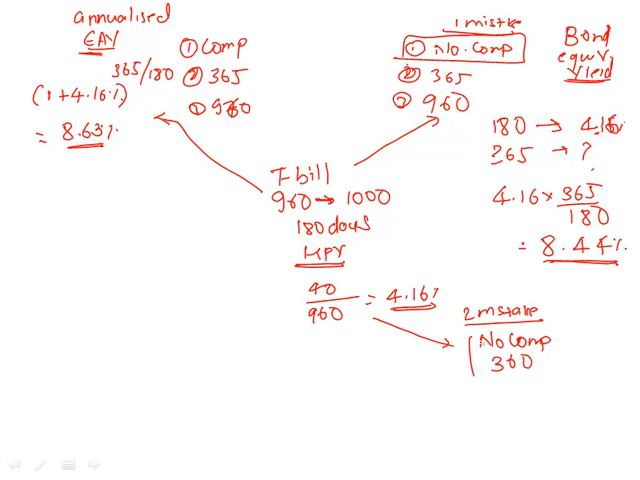 annualised
EAY
① Comp
365/180
② 365
(1+4.16%)
① 960
= 8.63%
1 mistake
① No. Comp
② 365
② 960
Bond
equv
yield
180 → 4.16
365 → ?
4.16 × 365
180
= 8.44%
T-bill
960 → 1000
180 days
HPY
40
960
= 4.16%
2 mistake
No Comp
360